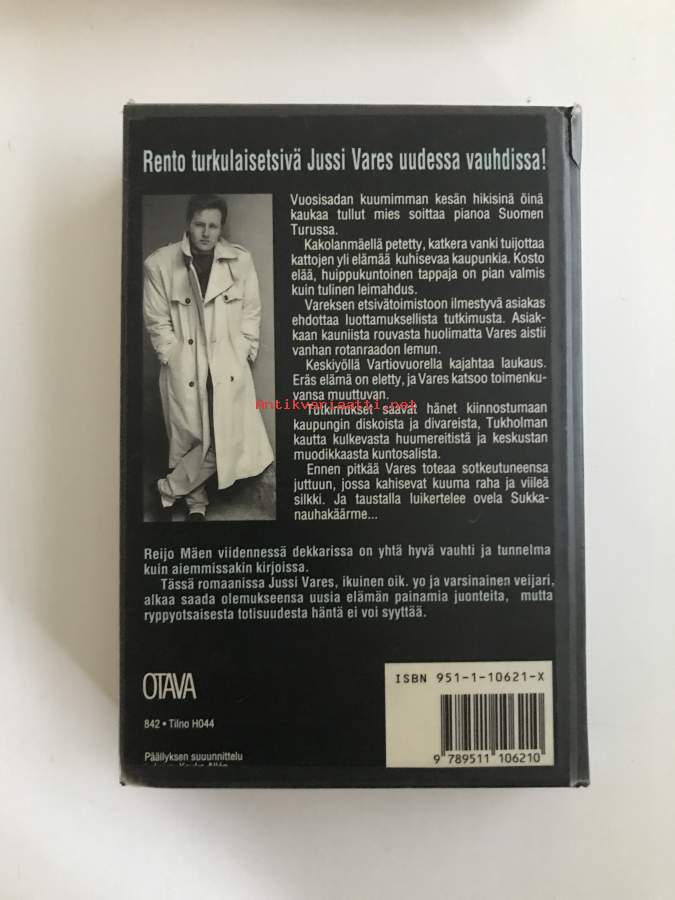 Rento turkulaisetsivä Jussi Vares uudessa vauhdissa!
Vuosisadan kuumimman kesän hikisinä öinä
kaukaa tullut mies soittaa pianoa Suomen
Turussa.
Kakolanmäellä petetty, katkera vanki tuijottaa
kattojen yli elämää kuhisevaa kaupunkia. Kosto
elää, huippukuntoinen tappaja on pian valmis
kuin tulinen leimahdus.
Vareksen etsivätoimistoon ilmestyvä asiakas
ehdottaa luottamuksellista tutkimusta. Asiak-
kaan kauniista rouvasta huolimatta Vares aistii
vanhan rotanraadon lemun.
Keskiyöllä Vartiovuorella kajahtaa laukaus.
Eräs elämä on eletty, ja Vares katsoo toimenku-
vansa muuttuvan.
Antikvariaatti.net
Tutkimukset saavat hänet kiinnostumaan
kaupungin diskoista ja divareista, Tukholman
kautta kulkevasta huumereitistä ja keskustan
muodikkaasta kuntosalista.
Ennen pitkää Vares toteaa sotkeutuneensa
juttuun, jossa kahisevat kuuma raha ja viileä
silkki. Ja taustalla luikertelee ovela Sukka-
nauhakäärme...
Reijo Mäen viidennessä dekkarissa on yhtä hyvä vauhti ja tunnelma
kuin aiemmissakin kirjoissa.
Tässä romaanissa Jussi Vares, ikuinen oik. yo ja varsinainen veijari,
alkaa saada olemukseensa uusia elämän painamia juonteita, mutta
ryppyotsaisesta totisuudesta häntä ei voi syyttää.
OTAVA
ISBN 951-1-10621-X
842 • Tilno H044
Päällyksen suuunnittelu
9 789511 106210